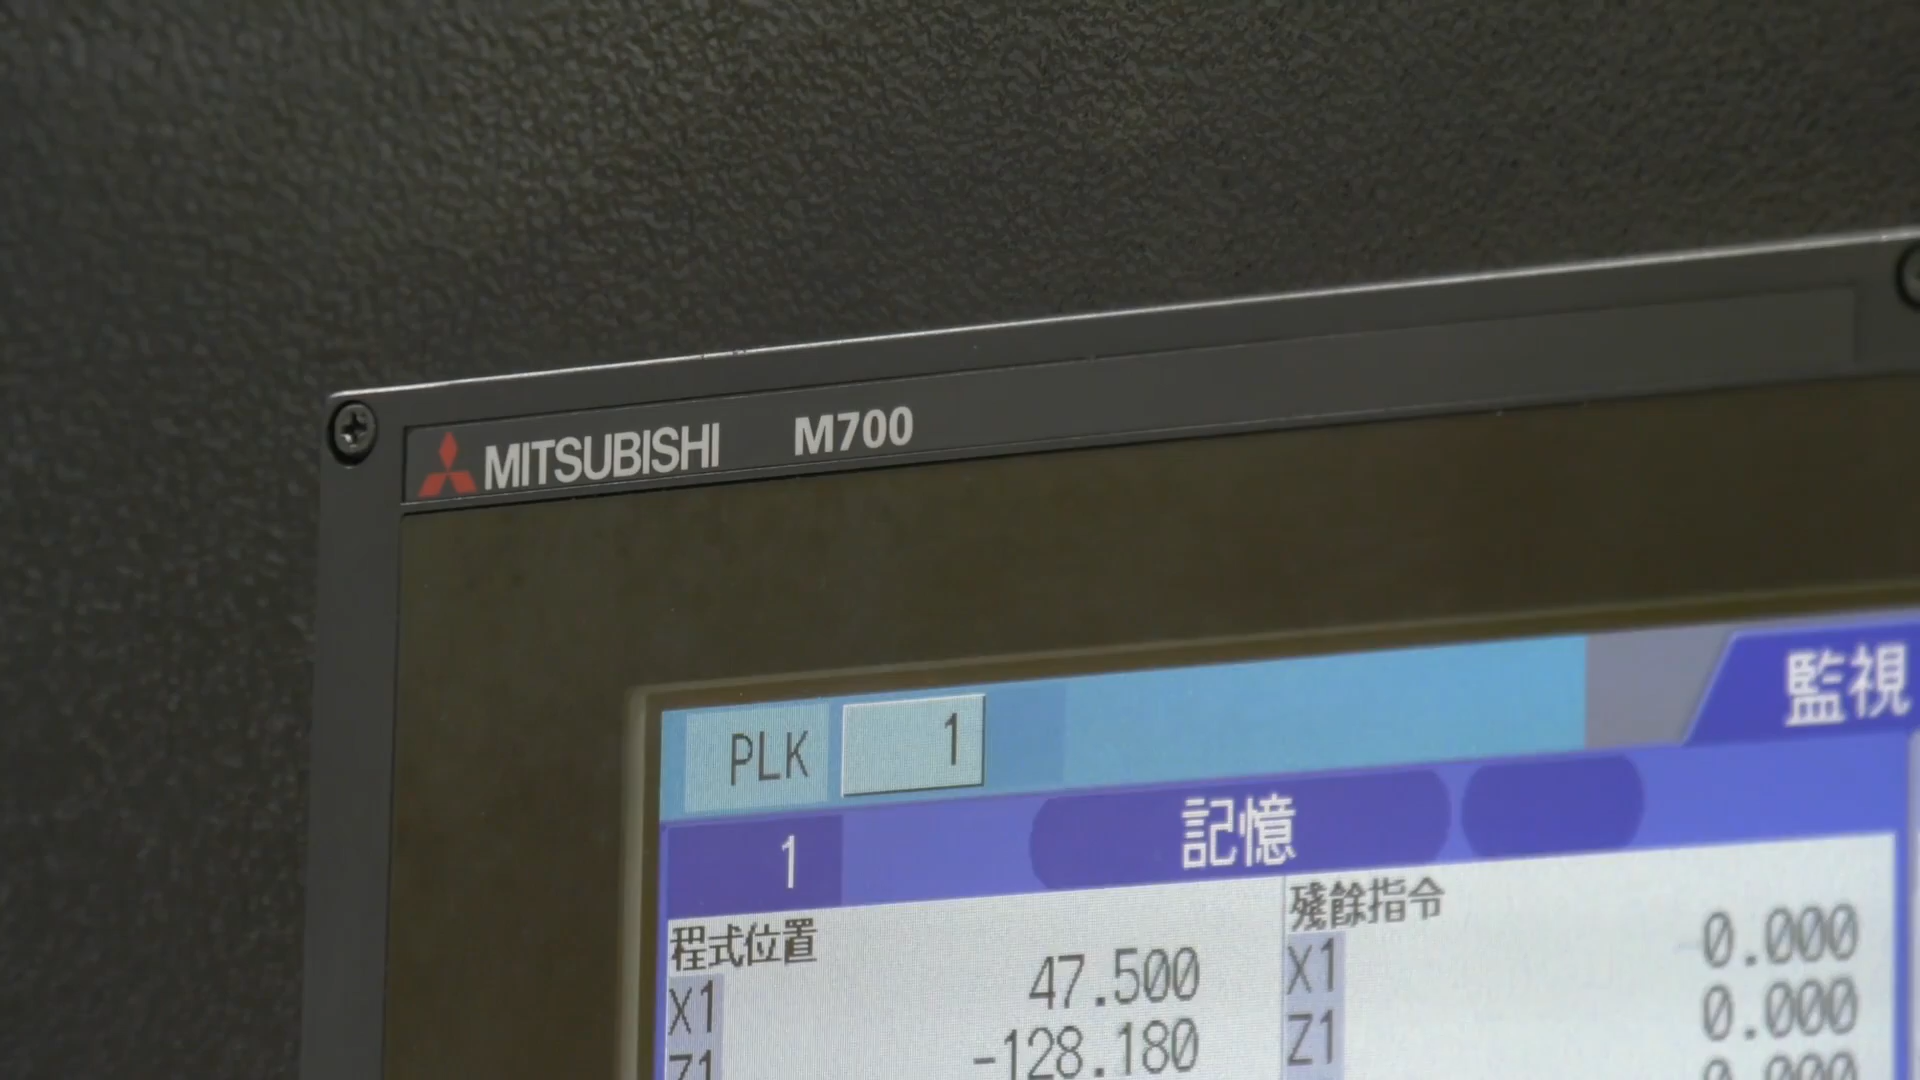 MITSUBISHI M700
監視
PLK 1
1 記憶
程式位置 殘餘指令
X1 47.500 X1 0.000
Z1 -128.180 Z1 0.000